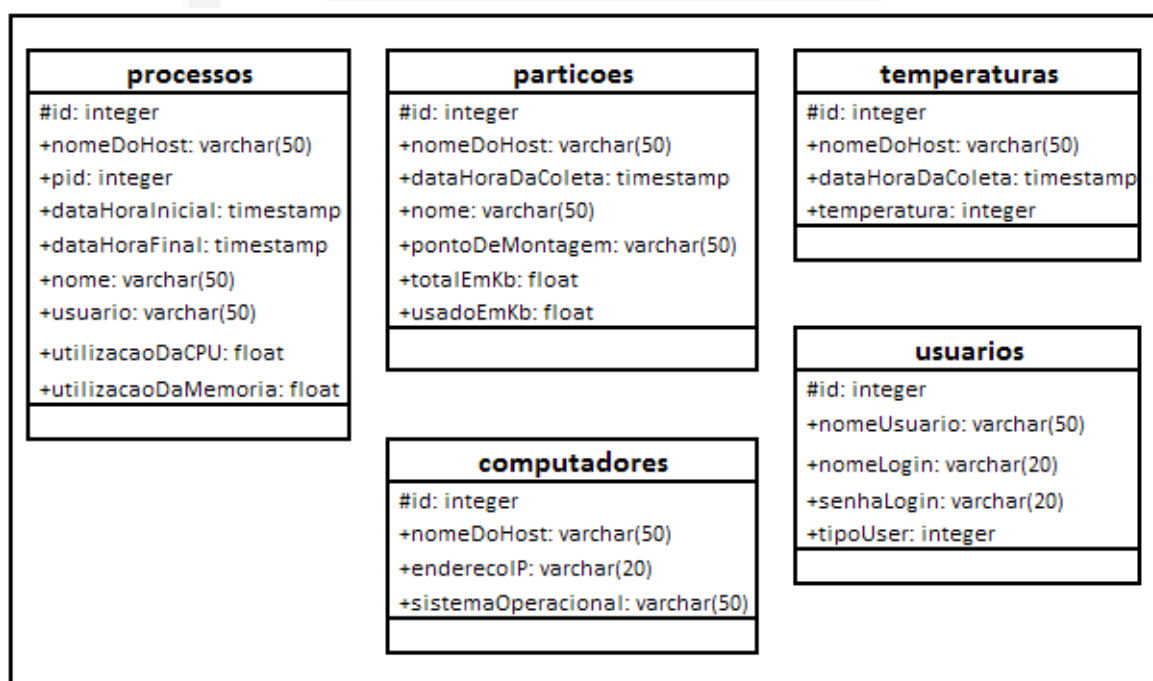 processos
#id: integer
+nomeDoHost: varchar(50)
+pid: integer
+dataHoraInicial: timestamp
+dataHoraFinal: timestamp
+nome: varchar(50)
+usuario: varchar(50)
+utilizacaoDaCPU: float
+utilizacaoDaMemoria: float
particoes
#id: integer
+nomeDoHost: varchar(50)
+dataHoraDaColeta: timestamp
+nome: varchar(50)
+pontoDeMontagem: varchar(50)
+totalEmKb: float
+usadoEmKb: float
temperaturas
#id: integer
+nomeDoHost: varchar(50)
+dataHoraDaColeta: timestamp
+temperatura: integer
computadores
#id: integer
+nomeDoHost: varchar(50)
+enderecoIP: varchar(20)
+sistemaOperacional: varchar(50)
usuarios
#id: integer
+nomeUsuario: varchar(50)
+nomeLogin: varchar(20)
+senhaLogin: varchar(20)
+tipoUser: integer